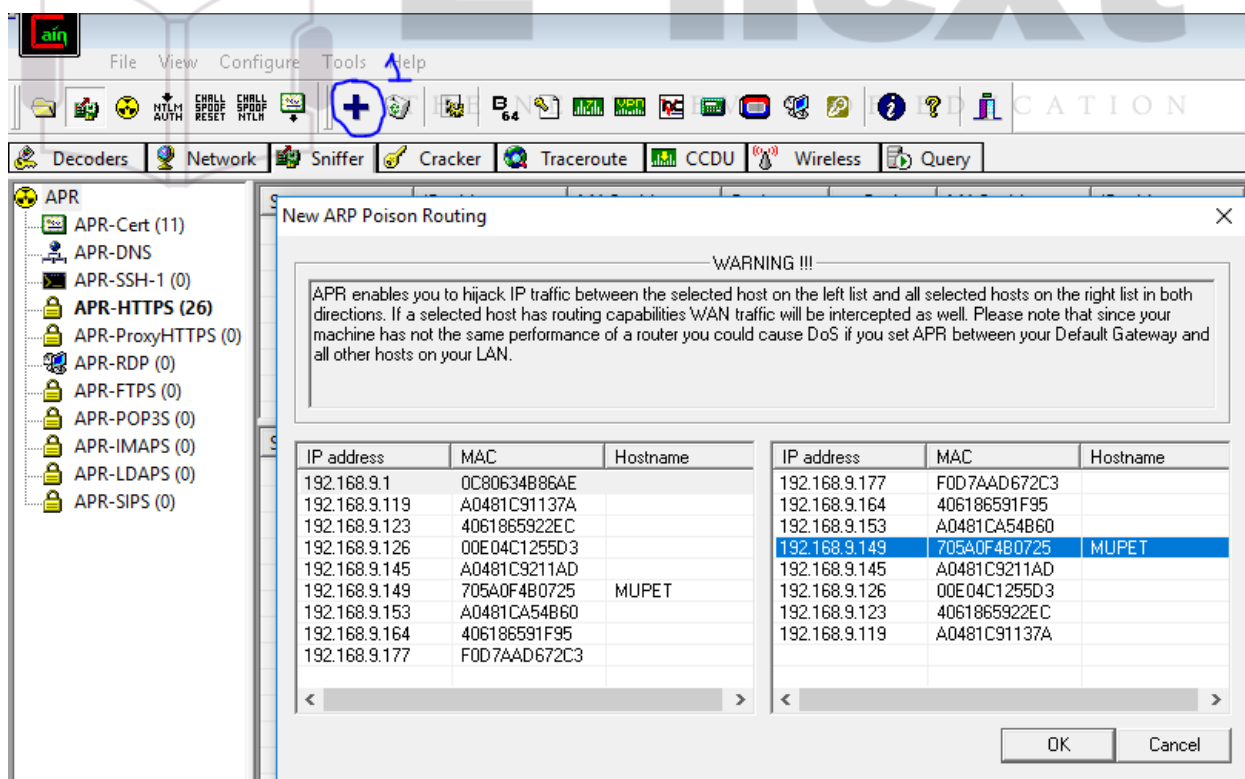 Cain
File View Configure Tools Help
1
NTLM AUTH
CHALL SPOOF RESET
CHALL SPOOF NTLM
B 64
CATION
Decoders Network Sniffer Cracker Traceroute CCDU Wireless Query
APR
APR-Cert (11)
APR-DNS
APR-SSH-1 (0)
APR-HTTPS (26)
APR-ProxyHTTPS (0)
APR-RDP (0)
APR-FTPS (0)
APR-POP3S (0)
APR-IMAPS (0)
APR-LDAPS (0)
APR-SIPS (0)
New ARP Poison Routing
WARNING !!!
APR enables you to hijack IP traffic between the selected host on the left list and all selected hosts on the right list in both
directions. If a selected host has routing capabilities WAN traffic will be intercepted as well. Please note that since your
machine has not the same performance of a router you could cause DoS if you set APR between your Default Gateway and
all other hosts on your LAN.
IP address MAC Hostname
192.168.9.1 0C80634B86AE
192.168.9.119 A0481C91137A
192.168.9.123 4061865922EC
192.168.9.126 00E04C1255D3
192.168.9.145 A0481C9211AD
192.168.9.149 705A0F4B0725 MUPET
192.168.9.153 A0481CA54B60
192.168.9.164 406186591F95
192.168.9.177 F0D7AAD672C3
IP address MAC Hostname
192.168.9.177 F0D7AAD672C3
192.168.9.164 406186591F95
192.168.9.153 A0481CA54B60
192.168.9.149 705A0F4B0725 MUPET
192.168.9.145 A0481C9211AD
192.168.9.126 00E04C1255D3
192.168.9.123 4061865922EC
192.168.9.119 A0481C91137A
OK Cancel